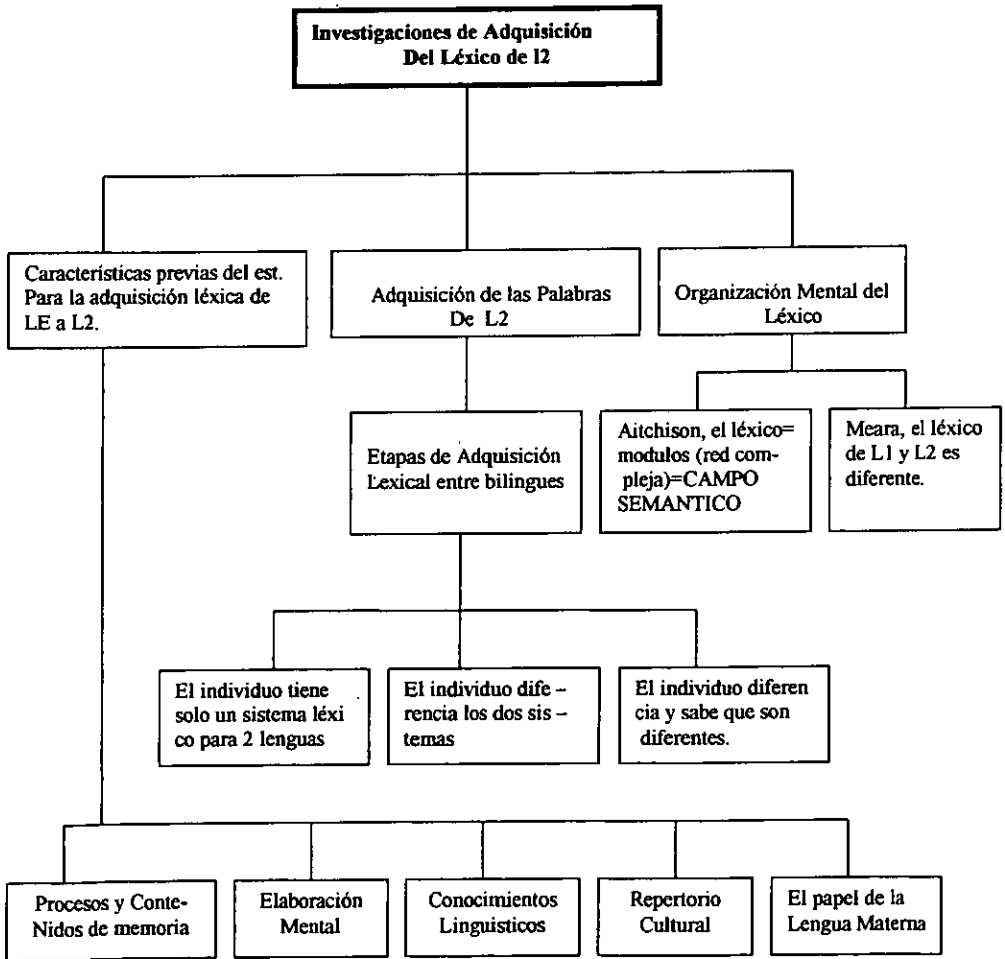 Investigaciones de Adquisición
Del Léxico de l2
Características previas del est.
Para la adquisición léxica de
LE a L2.
Adquisición de las Palabras
De L2
Organización Mental del
Léxico
Etapas de Adquisición
Lexical entre bilingues
Aitchison, el léxico=
modulos (red com-
pleja)=CAMPO
SEMANTICO
Meara, el léxico
de L1 y L2 es
diferente.
El individuo tiene
solo un sistema léxi
co para 2 lenguas
El individuo dife –
rencia los dos sis –
temas
El individuo diferen
cia y sabe que son
diferentes.
Procesos y Conte-
Nidos de memoria
Elaboración
Mental
Conocimientos
Linguisticos
Repertorio
Cultural
El papel de la
Lengua Materna